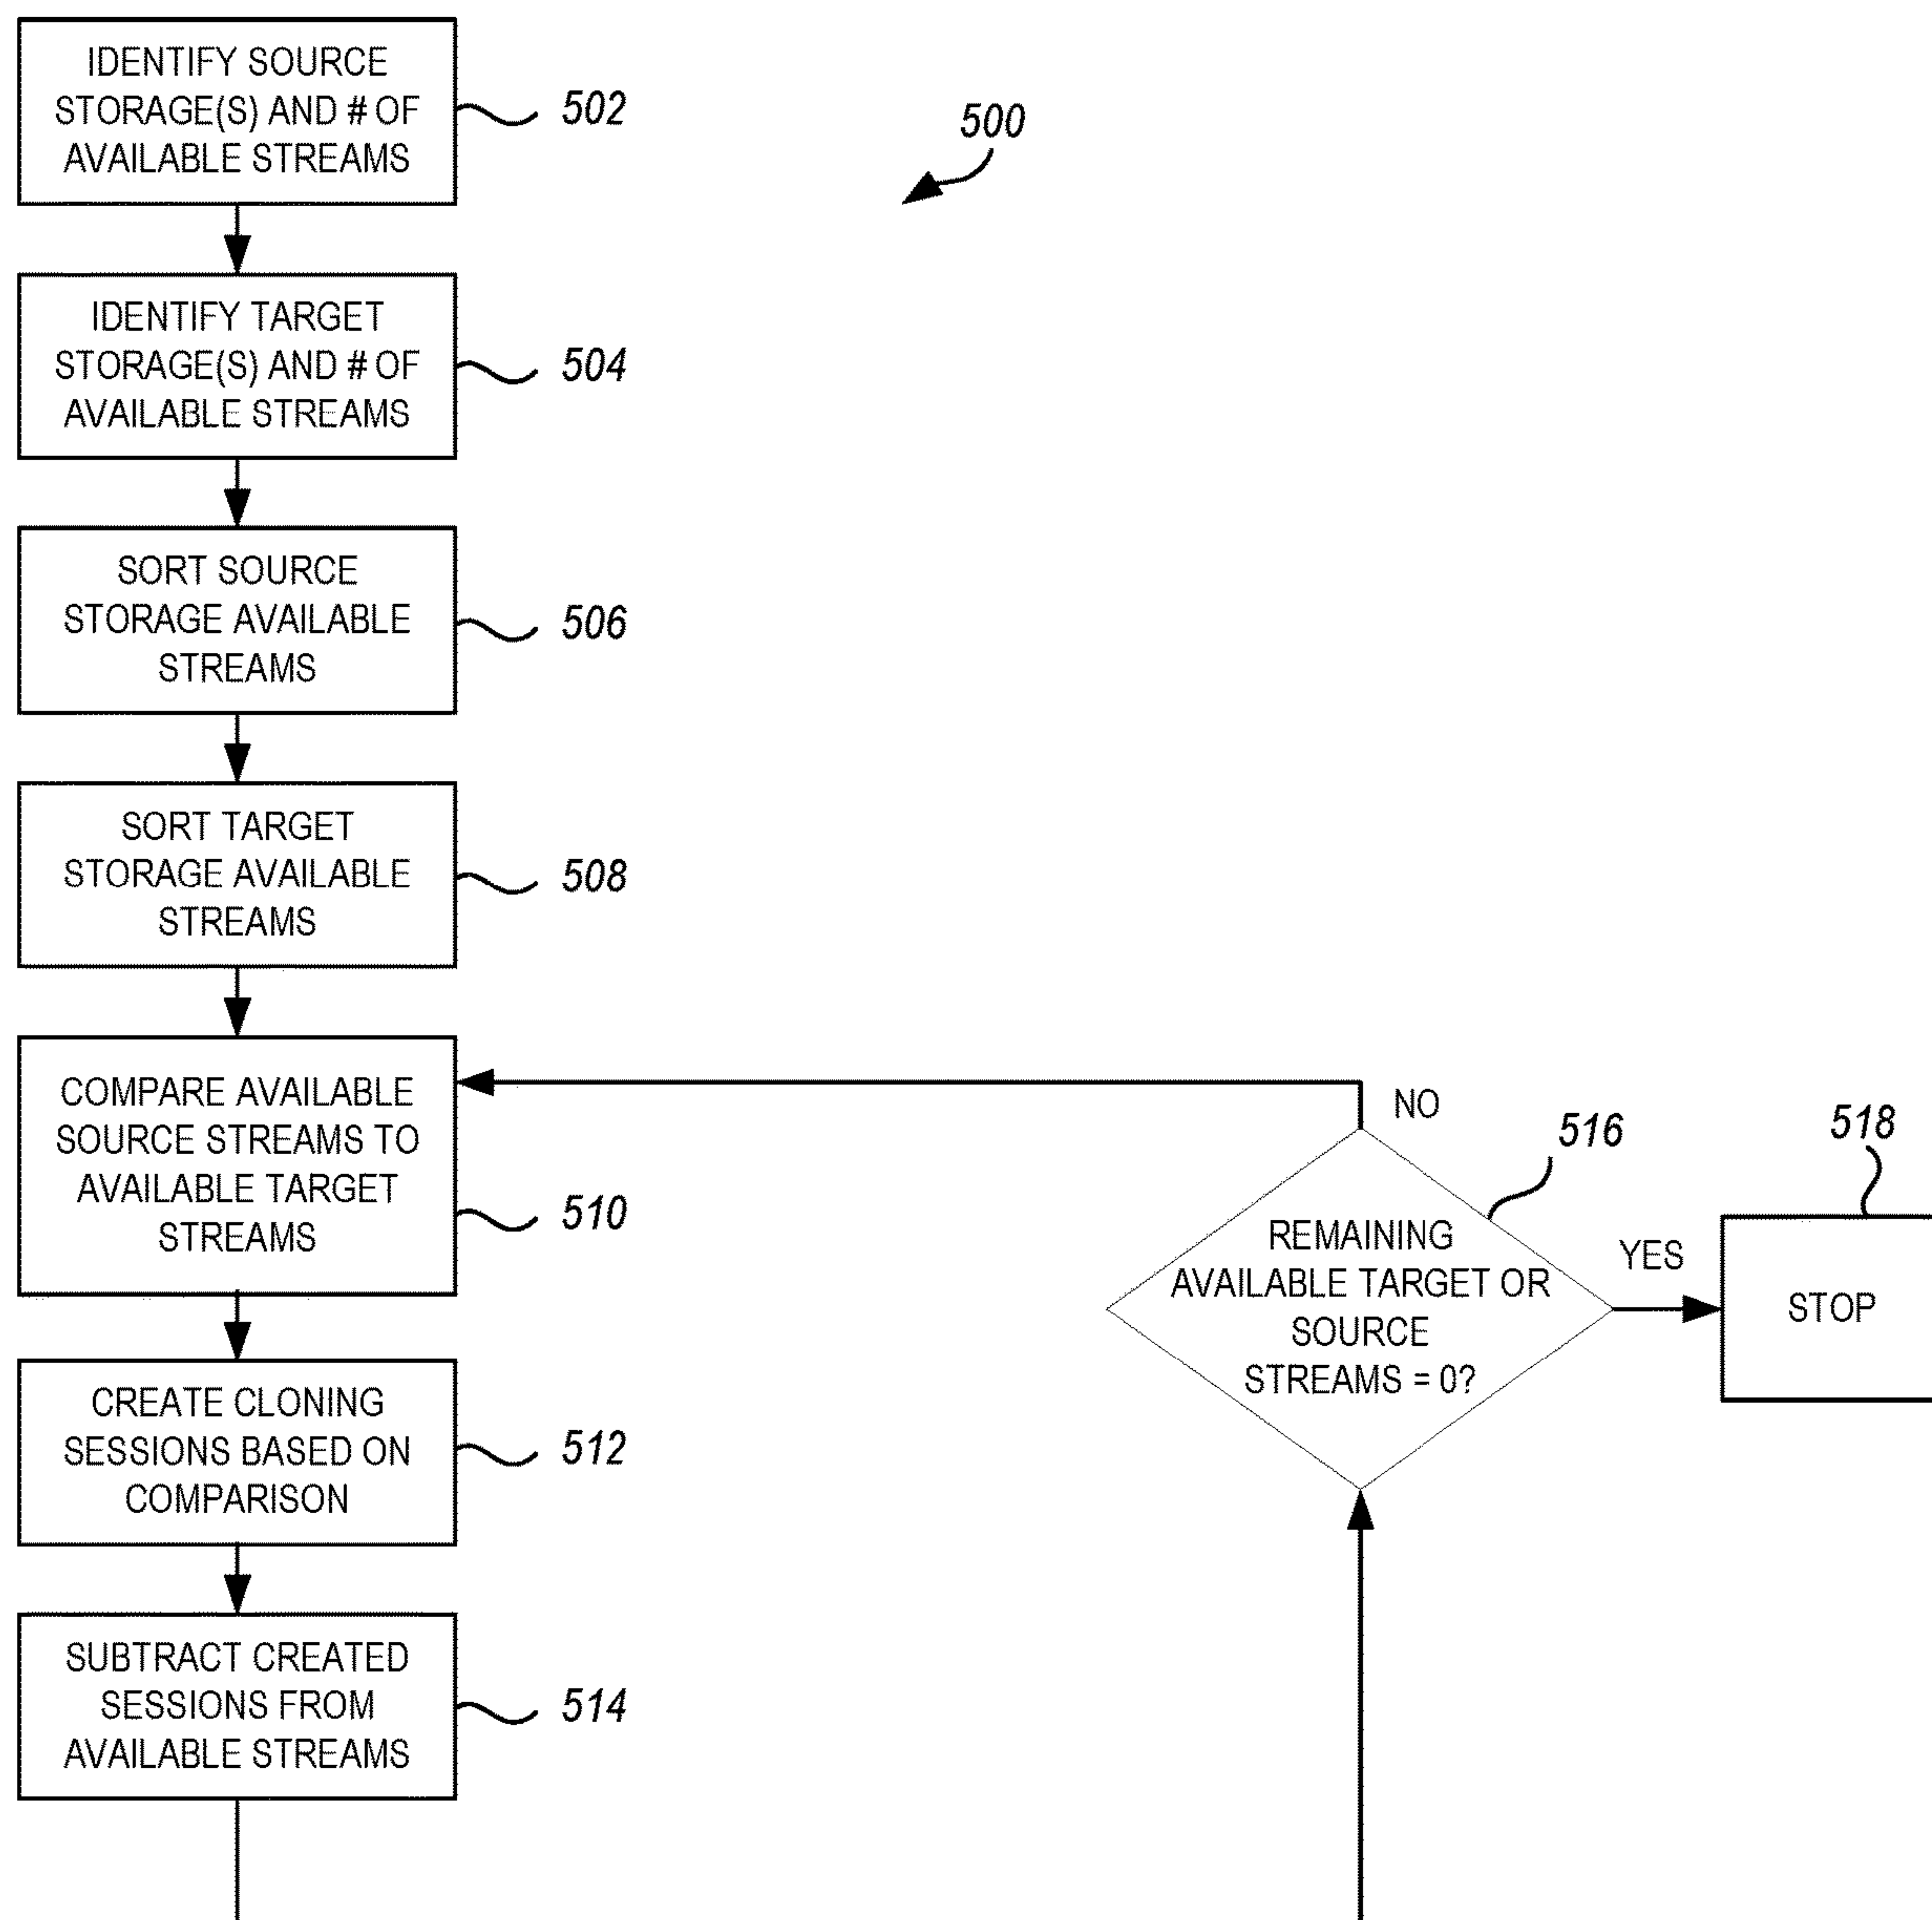 IDENTIFY SOURCE
STORAGE(S) AND # OF
AVAILABLE STREAMS
502
500
IDENTIFY TARGET
STORAGE(S) AND # OF
AVAILABLE STREAMS
504
SORT SOURCE
STORAGE AVAILABLE
STREAMS
506
SORT TARGET
STORAGE AVAILABLE
STREAMS
508
COMPARE AVAILABLE
SOURCE STREAMS TO
AVAILABLE TARGET
STREAMS
510
NO
516
518
REMAINING
AVAILABLE TARGET OR
SOURCE
STREAMS = 0?
YES
STOP
CREATE CLONING
SESSIONS BASED ON
COMPARISON
512
SUBTRACT CREATED
SESSIONS FROM
AVAILABLE STREAMS
514